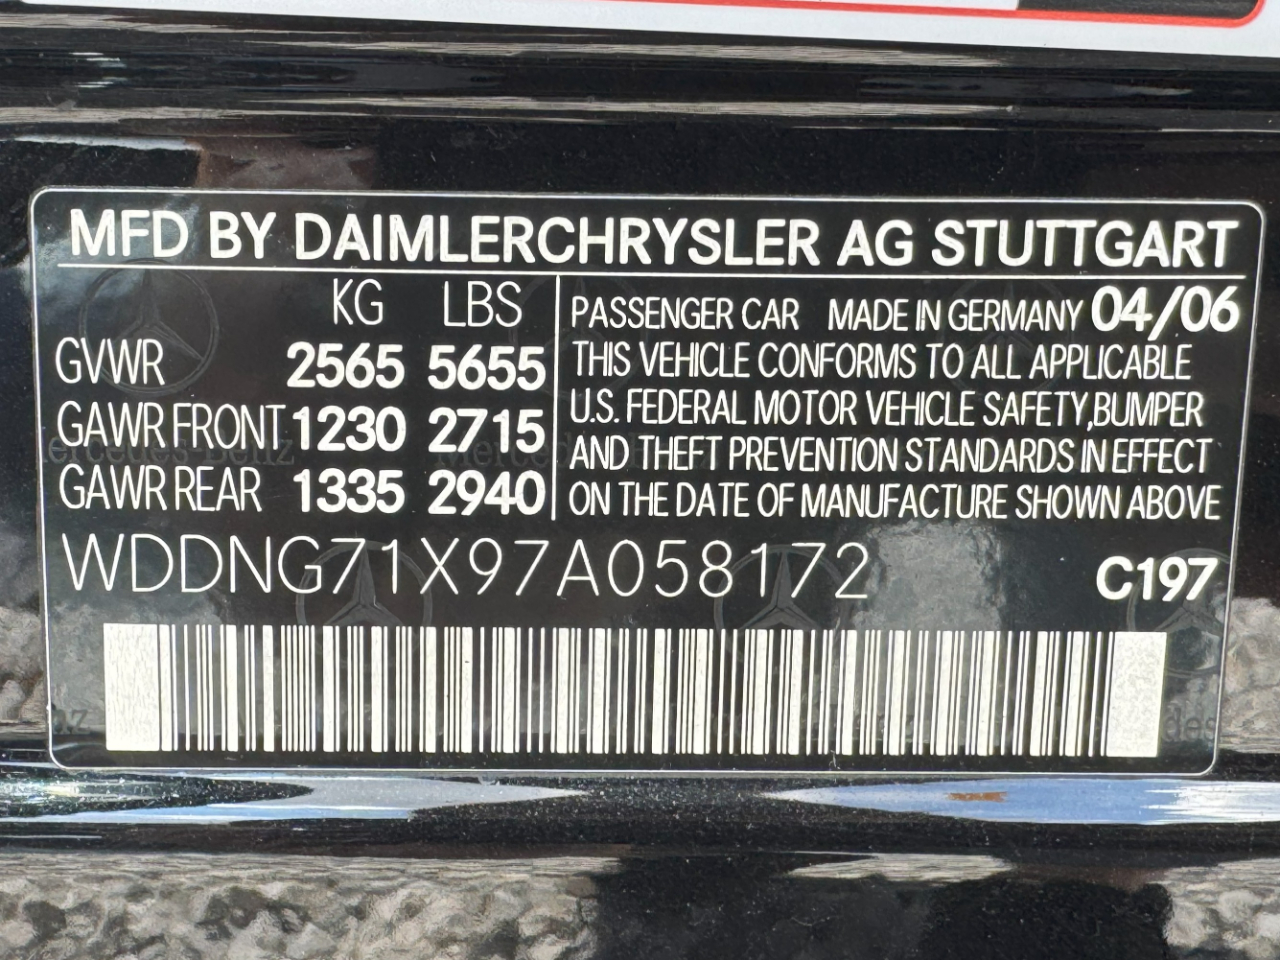 MFD BY DAIMLERCHRYSLER AG STUTTGART
KG LBS
GVWR 2565 5655
GAWR FRONT 1230 2715
GAWR REAR 1335 2940
PASSENGER CAR MADE IN GERMANY 04/06
THIS VEHICLE CONFORMS TO ALL APPLICABLE
U.S. FEDERAL MOTOR VEHICLE SAFETY,BUMPER
AND THEFT PREVENTION STANDARDS IN EFFECT
ON THE DATE OF MANUFACTURE SHOWN ABOVE
WDDNG71X97A058172 C197
Mercedes-Benz